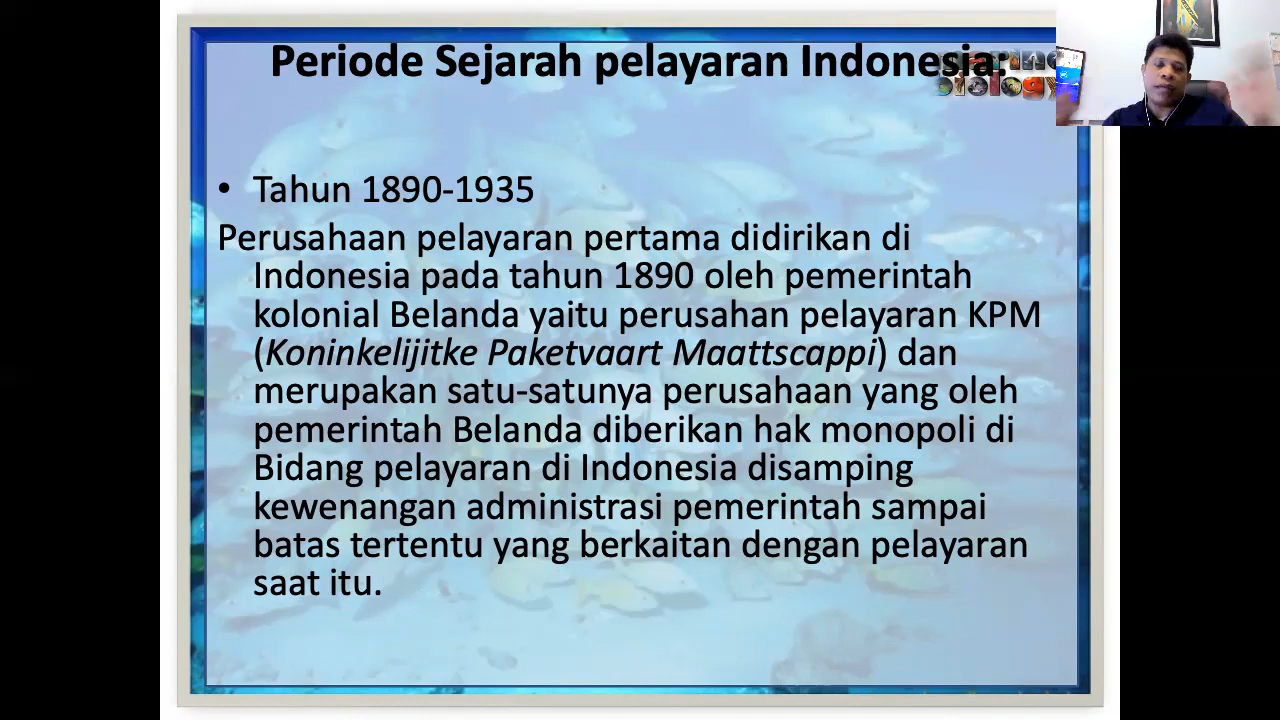 Periode Sejarah pelayaran Indonesia:
• Tahun 1890-1935
Perusahaan pelayaran pertama didirikan di
Indonesia pada tahun 1890 oleh pemerintah
kolonial Belanda yaitu perusahan pelayaran KPM
(Koninkelijitke Paketvaart Maattscappi) dan
merupakan satu-satunya perusahaan yang oleh
pemerintah Belanda diberikan hak monopoli di
Bidang pelayaran di Indonesia disamping
kewenangan administrasi pemerintah sampai
batas tertentu yang berkaitan dengan pelayaran
saat itu.
biology